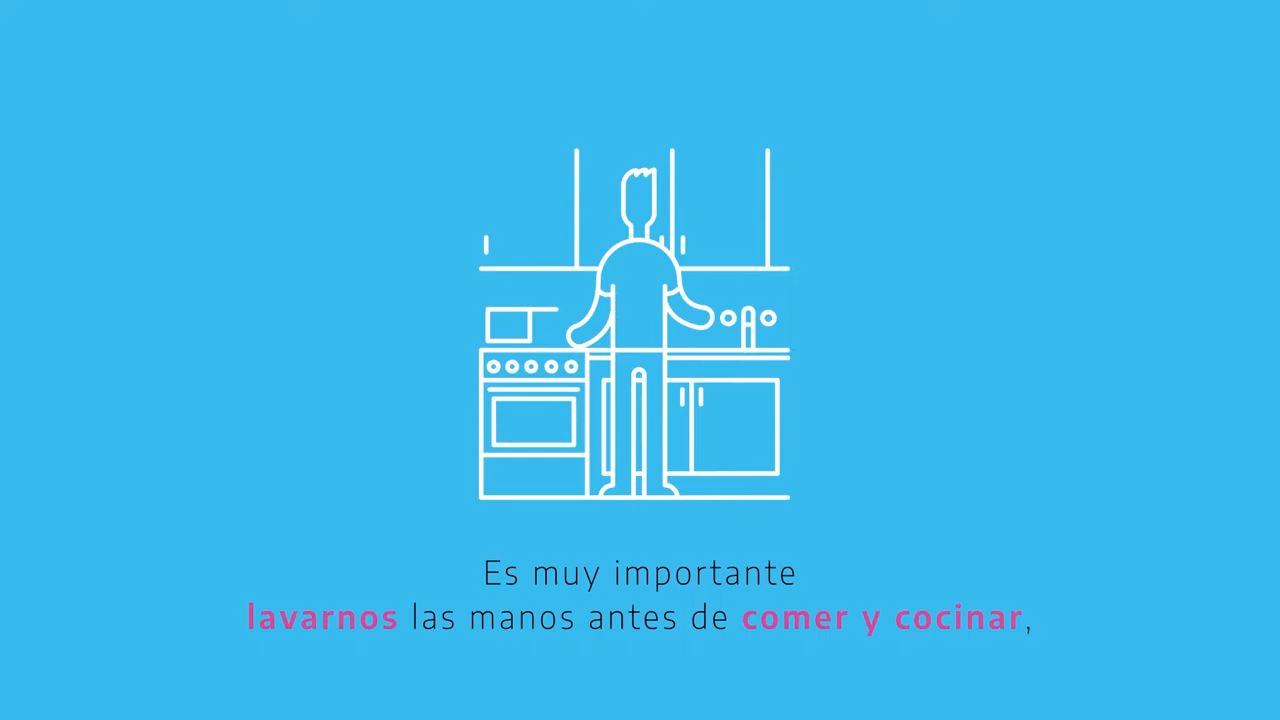 Es muy importante
lavarnos las manos antes de comer y cocinar,